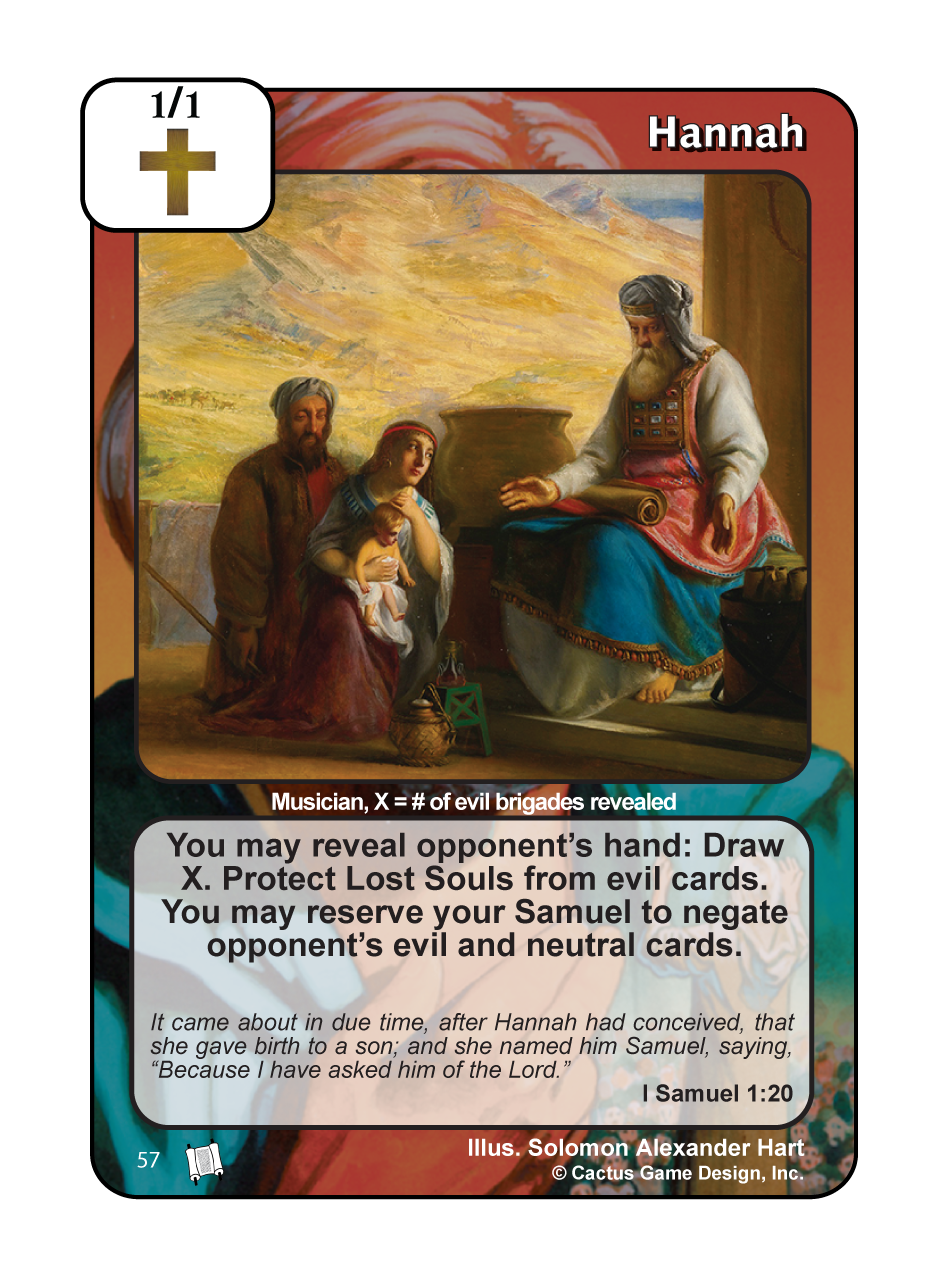 1/1
Hannah
Musician, X = # of evil brigades revealed
You may reveal opponent’s hand: Draw
X. Protect Lost Souls from evil cards.
You may reserve your Samuel to negate
opponent’s evil and neutral cards.
It came about in due time, after Hannah had conceived, that
she gave birth to a son; and she named him Samuel, saying,
“Because I have asked him of the Lord.”
I Samuel 1:20
57
Illus. Solomon Alexander Hart
© Cactus Game Design, Inc.